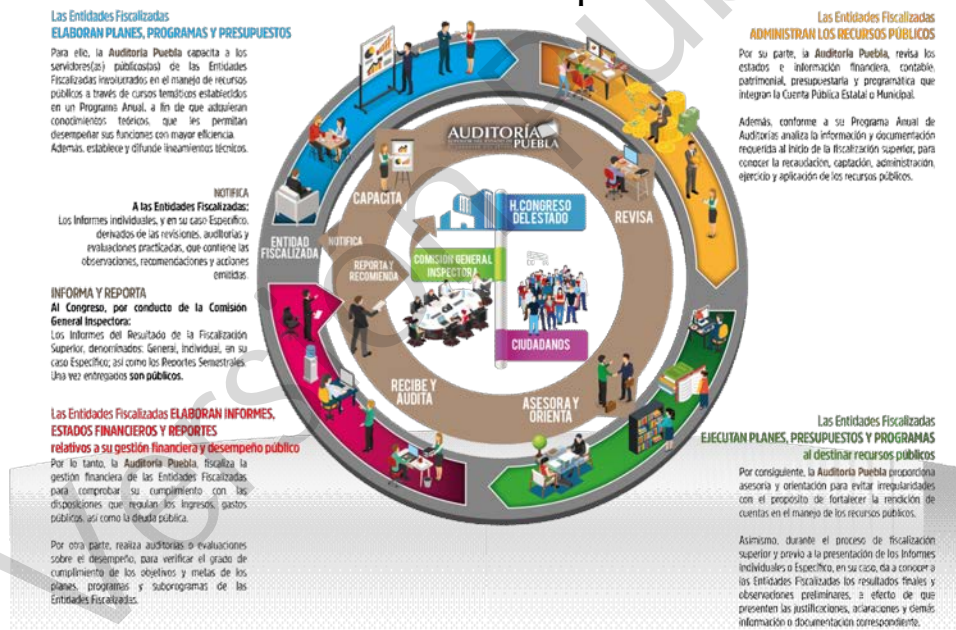 Las Entidades Fiscalizadas
ELABORAN PLANES, PROGRAMAS Y PRESUPUESTOS
Para ello, la Auditoría Puebla capacita a los
servidores(as) públicos(as) de las Entidades
Fiscalizadas involucrados en el manejo de recursos
públicos a través de cursos temáticos establecidos
en un Programa Anual, a fin de que adquieran
conocimientos teóricos, que les permitan
desempeñar sus funciones con mayor eficiencia.
Además, establece y difunde lineamientos técnicos.
NOTIFICA
A las Entidades Fiscalizadas:
Los Informes individuales, y en su caso Específico,
derivados de las revisiones, auditorías y
evaluaciones practicadas, que contiene las
observaciones, recomendaciones y acciones
emitidas.
INFORMA Y REPORTA
Al Congreso, por conducto de la Comisión
General Inspectora:
Los Informes del Resultado de la Fiscalización
Superior, denominados: General, Individual, en su
caso Específico; así como los Reportes Semestrales.
Una vez entregados son públicos.
Las Entidades Fiscalizadas ELABORAN INFORMES,
ESTADOS FINANCIEROS Y REPORTES
relativos a su gestión financiera y desempeño público
Por lo tanto, la Auditoría Puebla, fiscaliza la
gestión financiera de las Entidades Fiscalizadas
para comprobar su cumplimiento con las
disposiciones que regulan los ingresos, gastos
públicos, así como la deuda pública.
Por otra parte, realiza auditorías o evaluaciones
sobre el desempeño, para verificar el grado de
cumplimiento de los objetivos y metas de los
planes, programas y subprogramas de las
Entidades Fiscalizadas.
AUDITORÍA
PUEBLA
CAPACITA
REVISA
H. CONGRESO
DEL ESTADO
ENTIDAD
FISCALIZADA
NOTIFICA
REPORTA Y
RECOMIENDA
COMISIÓN GENERAL
INSPECTORA
CIUDADANOS
RECIBE Y
AUDITA
ASESORA Y
ORIENTA
Las Entidades Fiscalizadas
ADMINISTRAN LOS RECURSOS PÚBLICOS
Por su parte, la Auditoría Puebla, revisa los
estados e información financiera, contable,
patrimonial, presupuestaria y programática que
integran la Cuenta Pública Estatal o Municipal.
Además, conforme a su Programa Anual de
Auditorías analiza la información y documentación
requerida al inicio de la fiscalización superior, para
conocer la recaudación, captación, administración,
ejercicio y aplicación de los recursos públicos.
Las Entidades Fiscalizadas
EJECUTAN PLANES, PRESUPUESTOS Y PROGRAMAS
al destinar recursos públicos
Por consiguiente, la Auditoría Puebla proporciona
asesoría y orientación para evitar irregularidades
con el propósito de fortalecer la rendición de
cuentas en el manejo de los recursos públicos.
Asimismo, durante el proceso de fiscalización
superior y previo a la presentación de los Informes
Individuales o Específico, en su caso, da a conocer a
las Entidades Fiscalizadas los resultados finales y
observaciones preliminares, a efecto de que
presenten las justificaciones, aclaraciones y demás
información o documentación correspondiente.